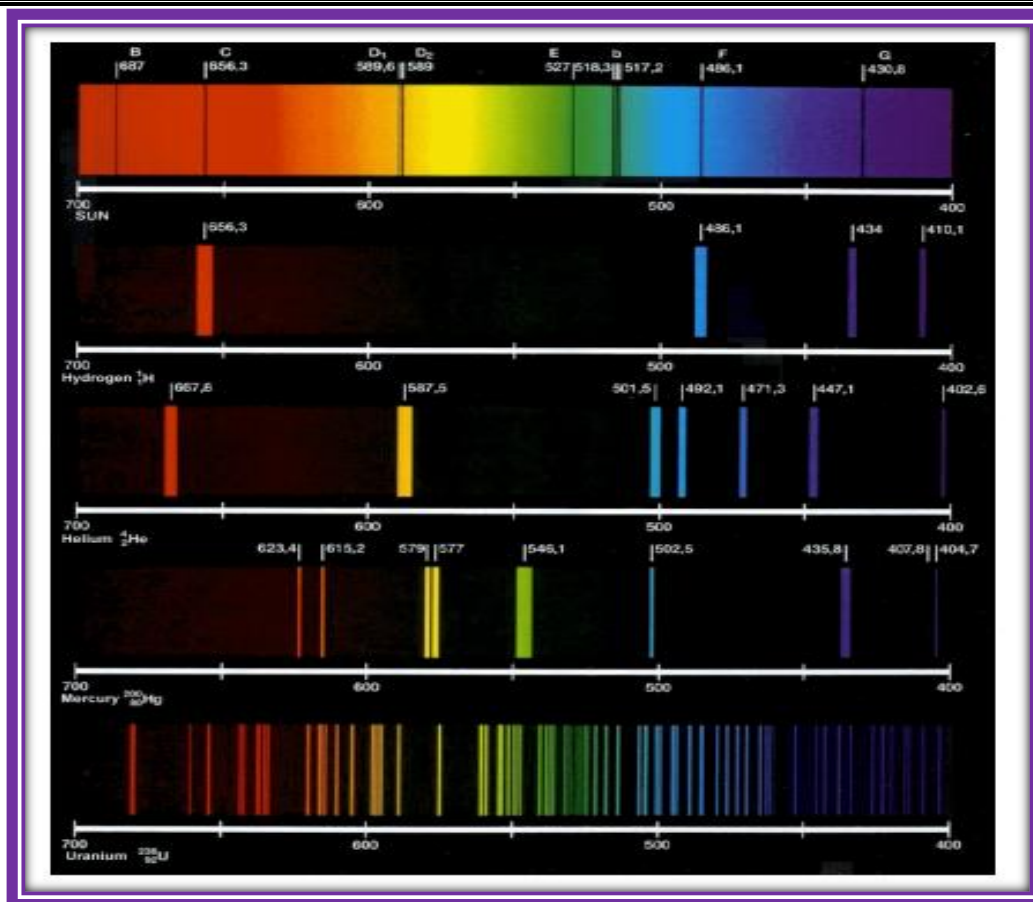 B C D₁ D₂ E b F G
687 656,3 589,6 589 527 518,3 517,2 486,1 430,8
700 600 500 400
SUN
656,3 486,1 434 410,1
700 600 500 400
Hydrogen ¹₁H
667,8 587,5 501,5 492,1 471,3 447,1 402,6
700 600 500 400
Helium ⁴₂He
623,4 615,2 579 577 546,1 502,5 435,8 407,8 404,7
700 600 500 400
Mercury ²⁰⁰₈₀Hg
700 600 500 400
Uranium ²³⁸₉₂U